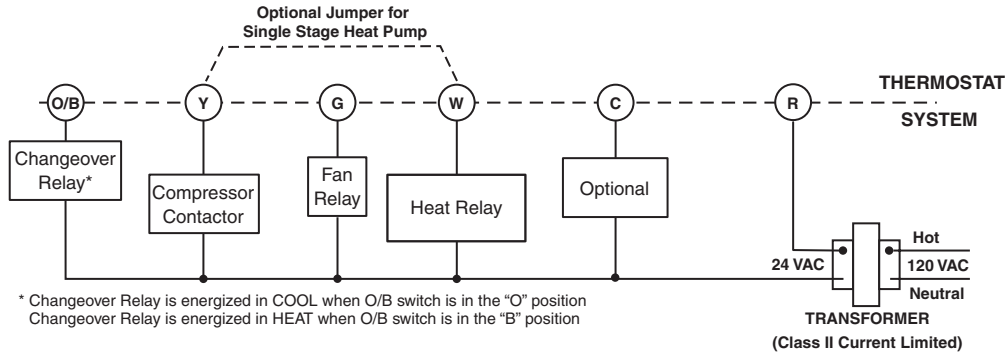 Optional Jumper for
Single Stage Heat Pump
O/B
Y
G
W
C
R
THERMOSTAT
SYSTEM
Changeover
Relay*
Compressor
Contactor
Fan
Relay
Heat Relay
Optional
Hot
24 VAC
120 VAC
Neutral
* Changeover Relay is energized in COOL when O/B switch is in the “O” position
Changeover Relay is energized in HEAT when O/B switch is in the “B” position
TRANSFORMER
(Class II Current Limited)